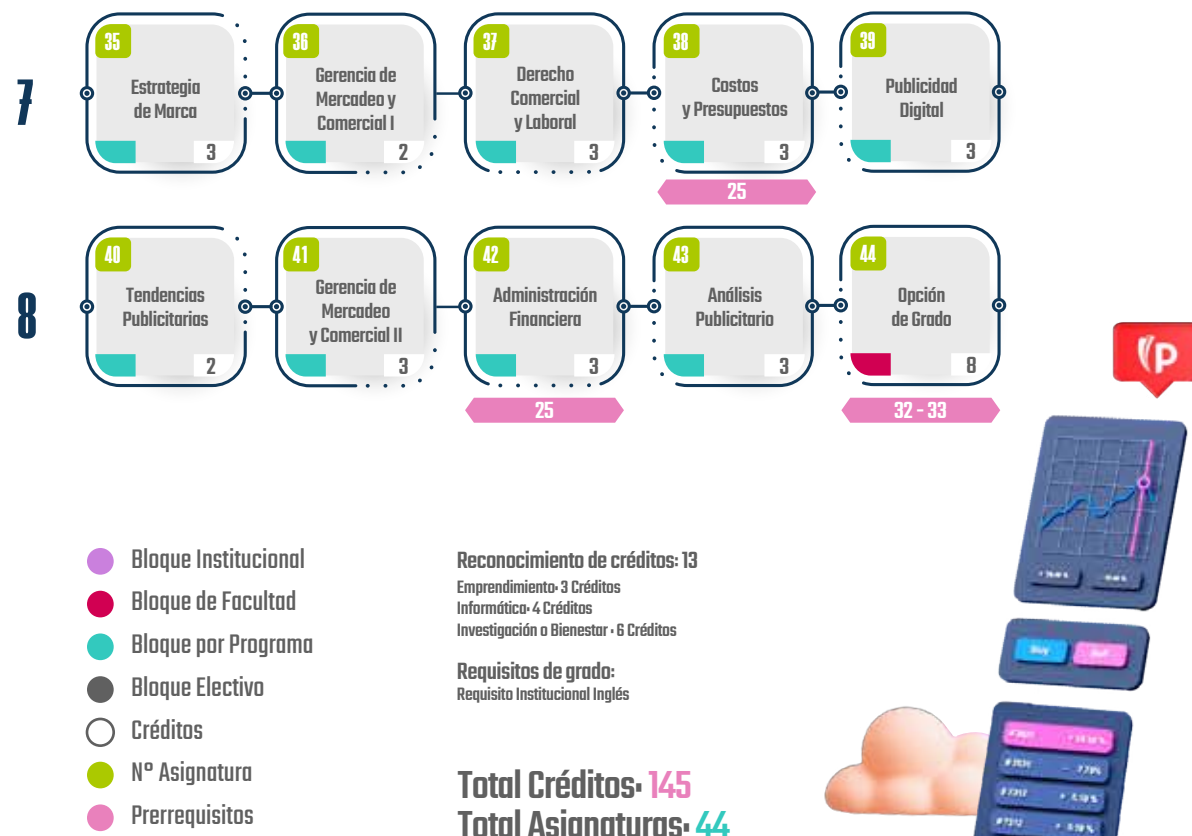 7
35
Estrategia
de Marca
3
36
Gerencia de
Mercadeo y
Comercial I
2
37
Derecho
Comercial
y Laboral
3
38
Costos
y Presupuestos
3
25
39
Publicidad
Digital
3
8
40
Tendencias
Publicitarias
2
41
Gerencia de
Mercadeo
y Comercial II
3
42
Administración
Financiera
3
25
43
Análisis
Publicitario
3
44
Opción
de Grado
8
32 - 33
Bloque Institucional
Bloque de Facultad
Bloque por Programa
Bloque Electivo
Créditos
Nº Asignatura
Prerrequisitos
Reconocimiento de créditos: 13
Emprendimiento: 3 Créditos
Informática: 4 Créditos
Investigación o Bienestar : 6 Créditos
Requisitos de grado:
Requisito Institucional Inglés
Total Créditos: 145
Total Asignaturas: 44
P
Buy
Sell